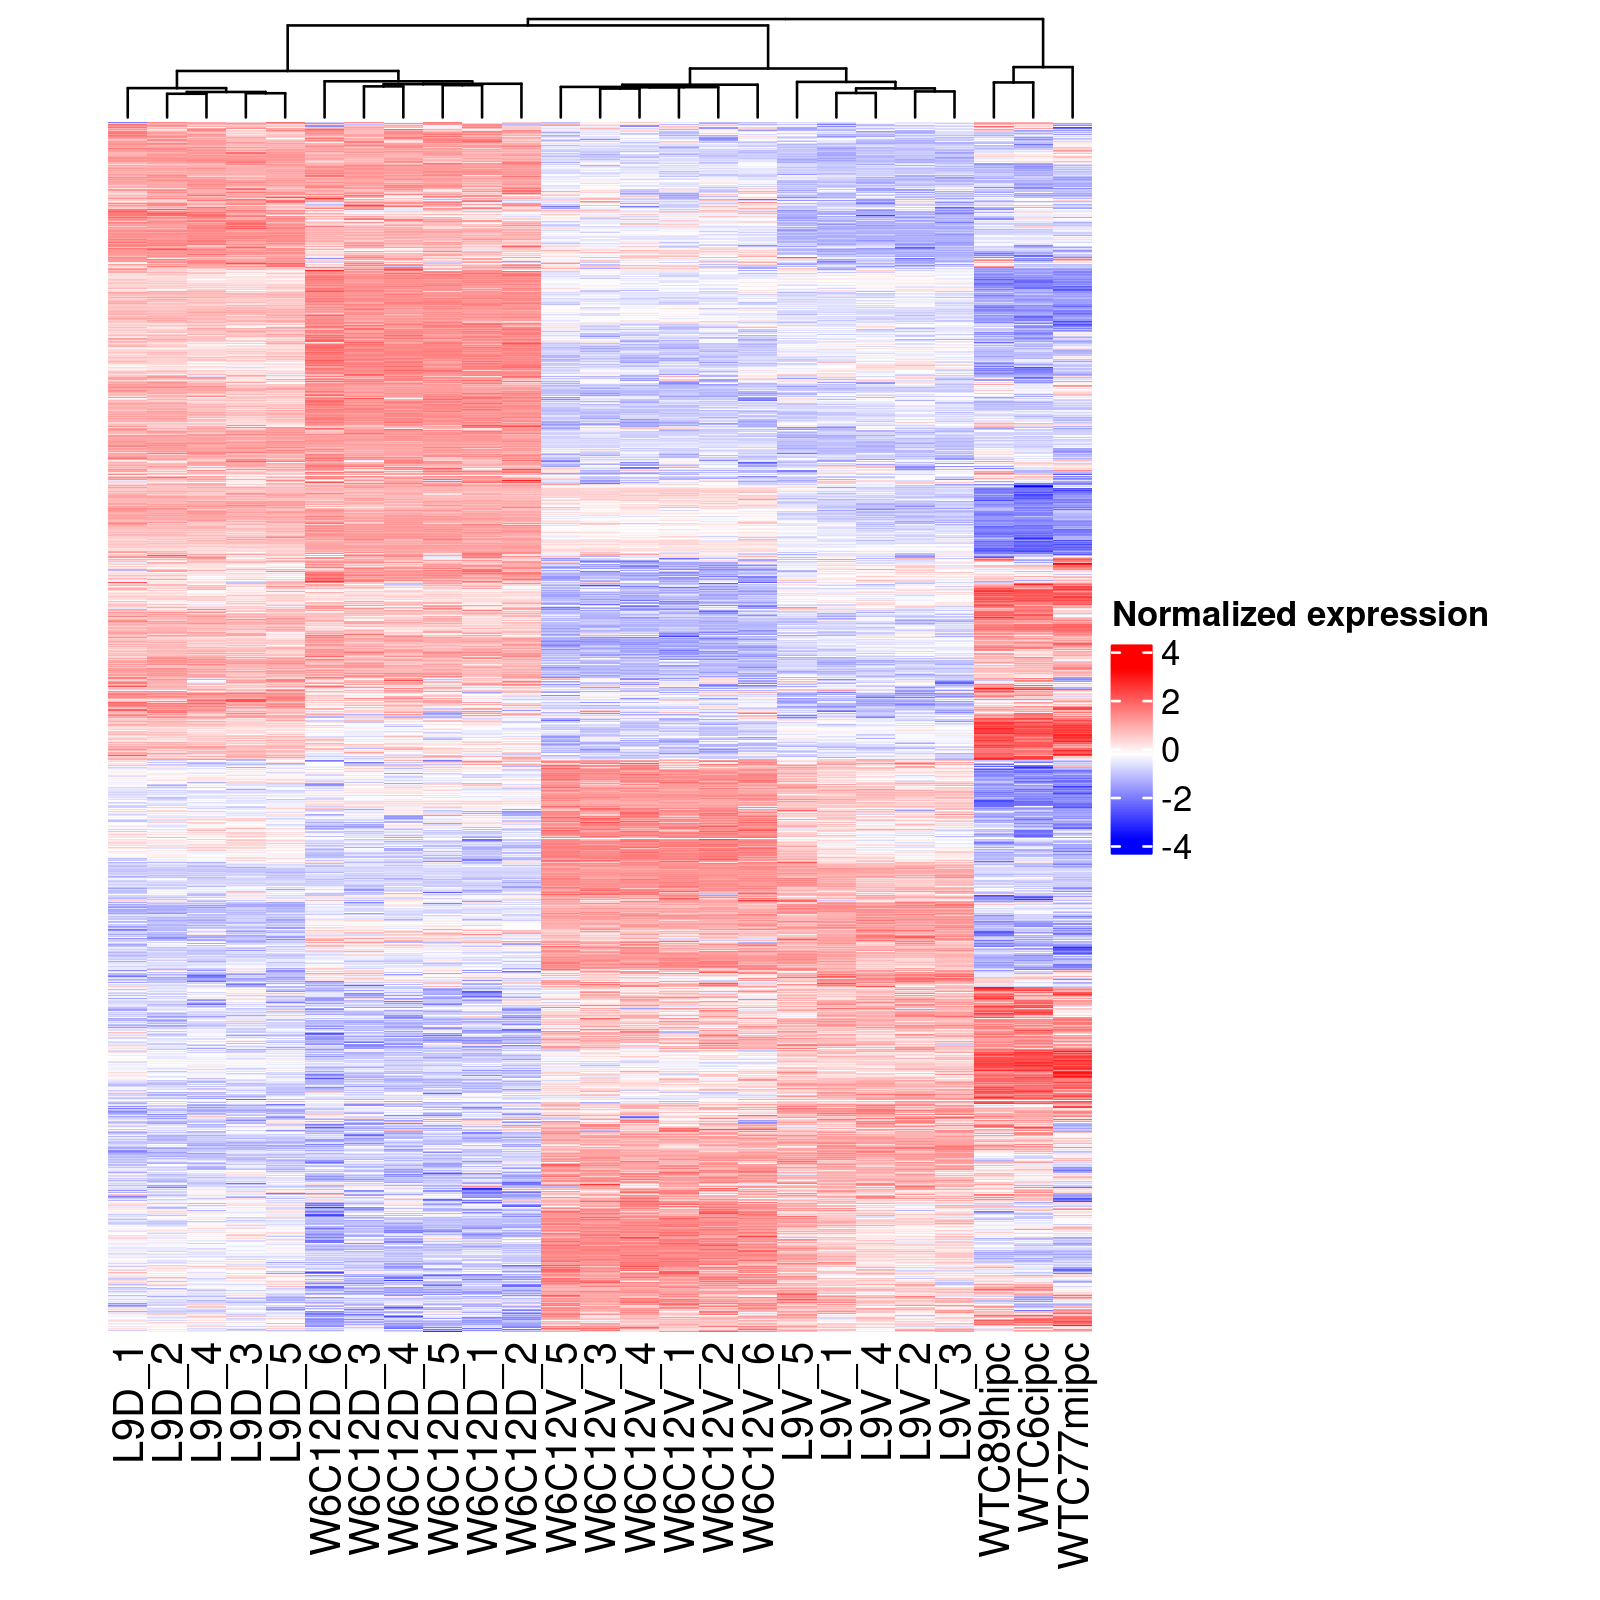 Normalized expression
4
2
0
-2
-4
L9D_1
L9D_2
L9D_4
L9D_3
L9D_5
W6C12D_6
W6C12D_3
W6C12D_4
W6C12D_5
W6C12D_1
W6C12D_2
W6C12V_5
W6C12V_3
W6C12V_4
W6C12V_1
W6C12V_2
W6C12V_6
L9V_5
L9V_1
L9V_4
L9V_2
L9V_3
WTC89hipc
WTC6cipc
WTC77mipc